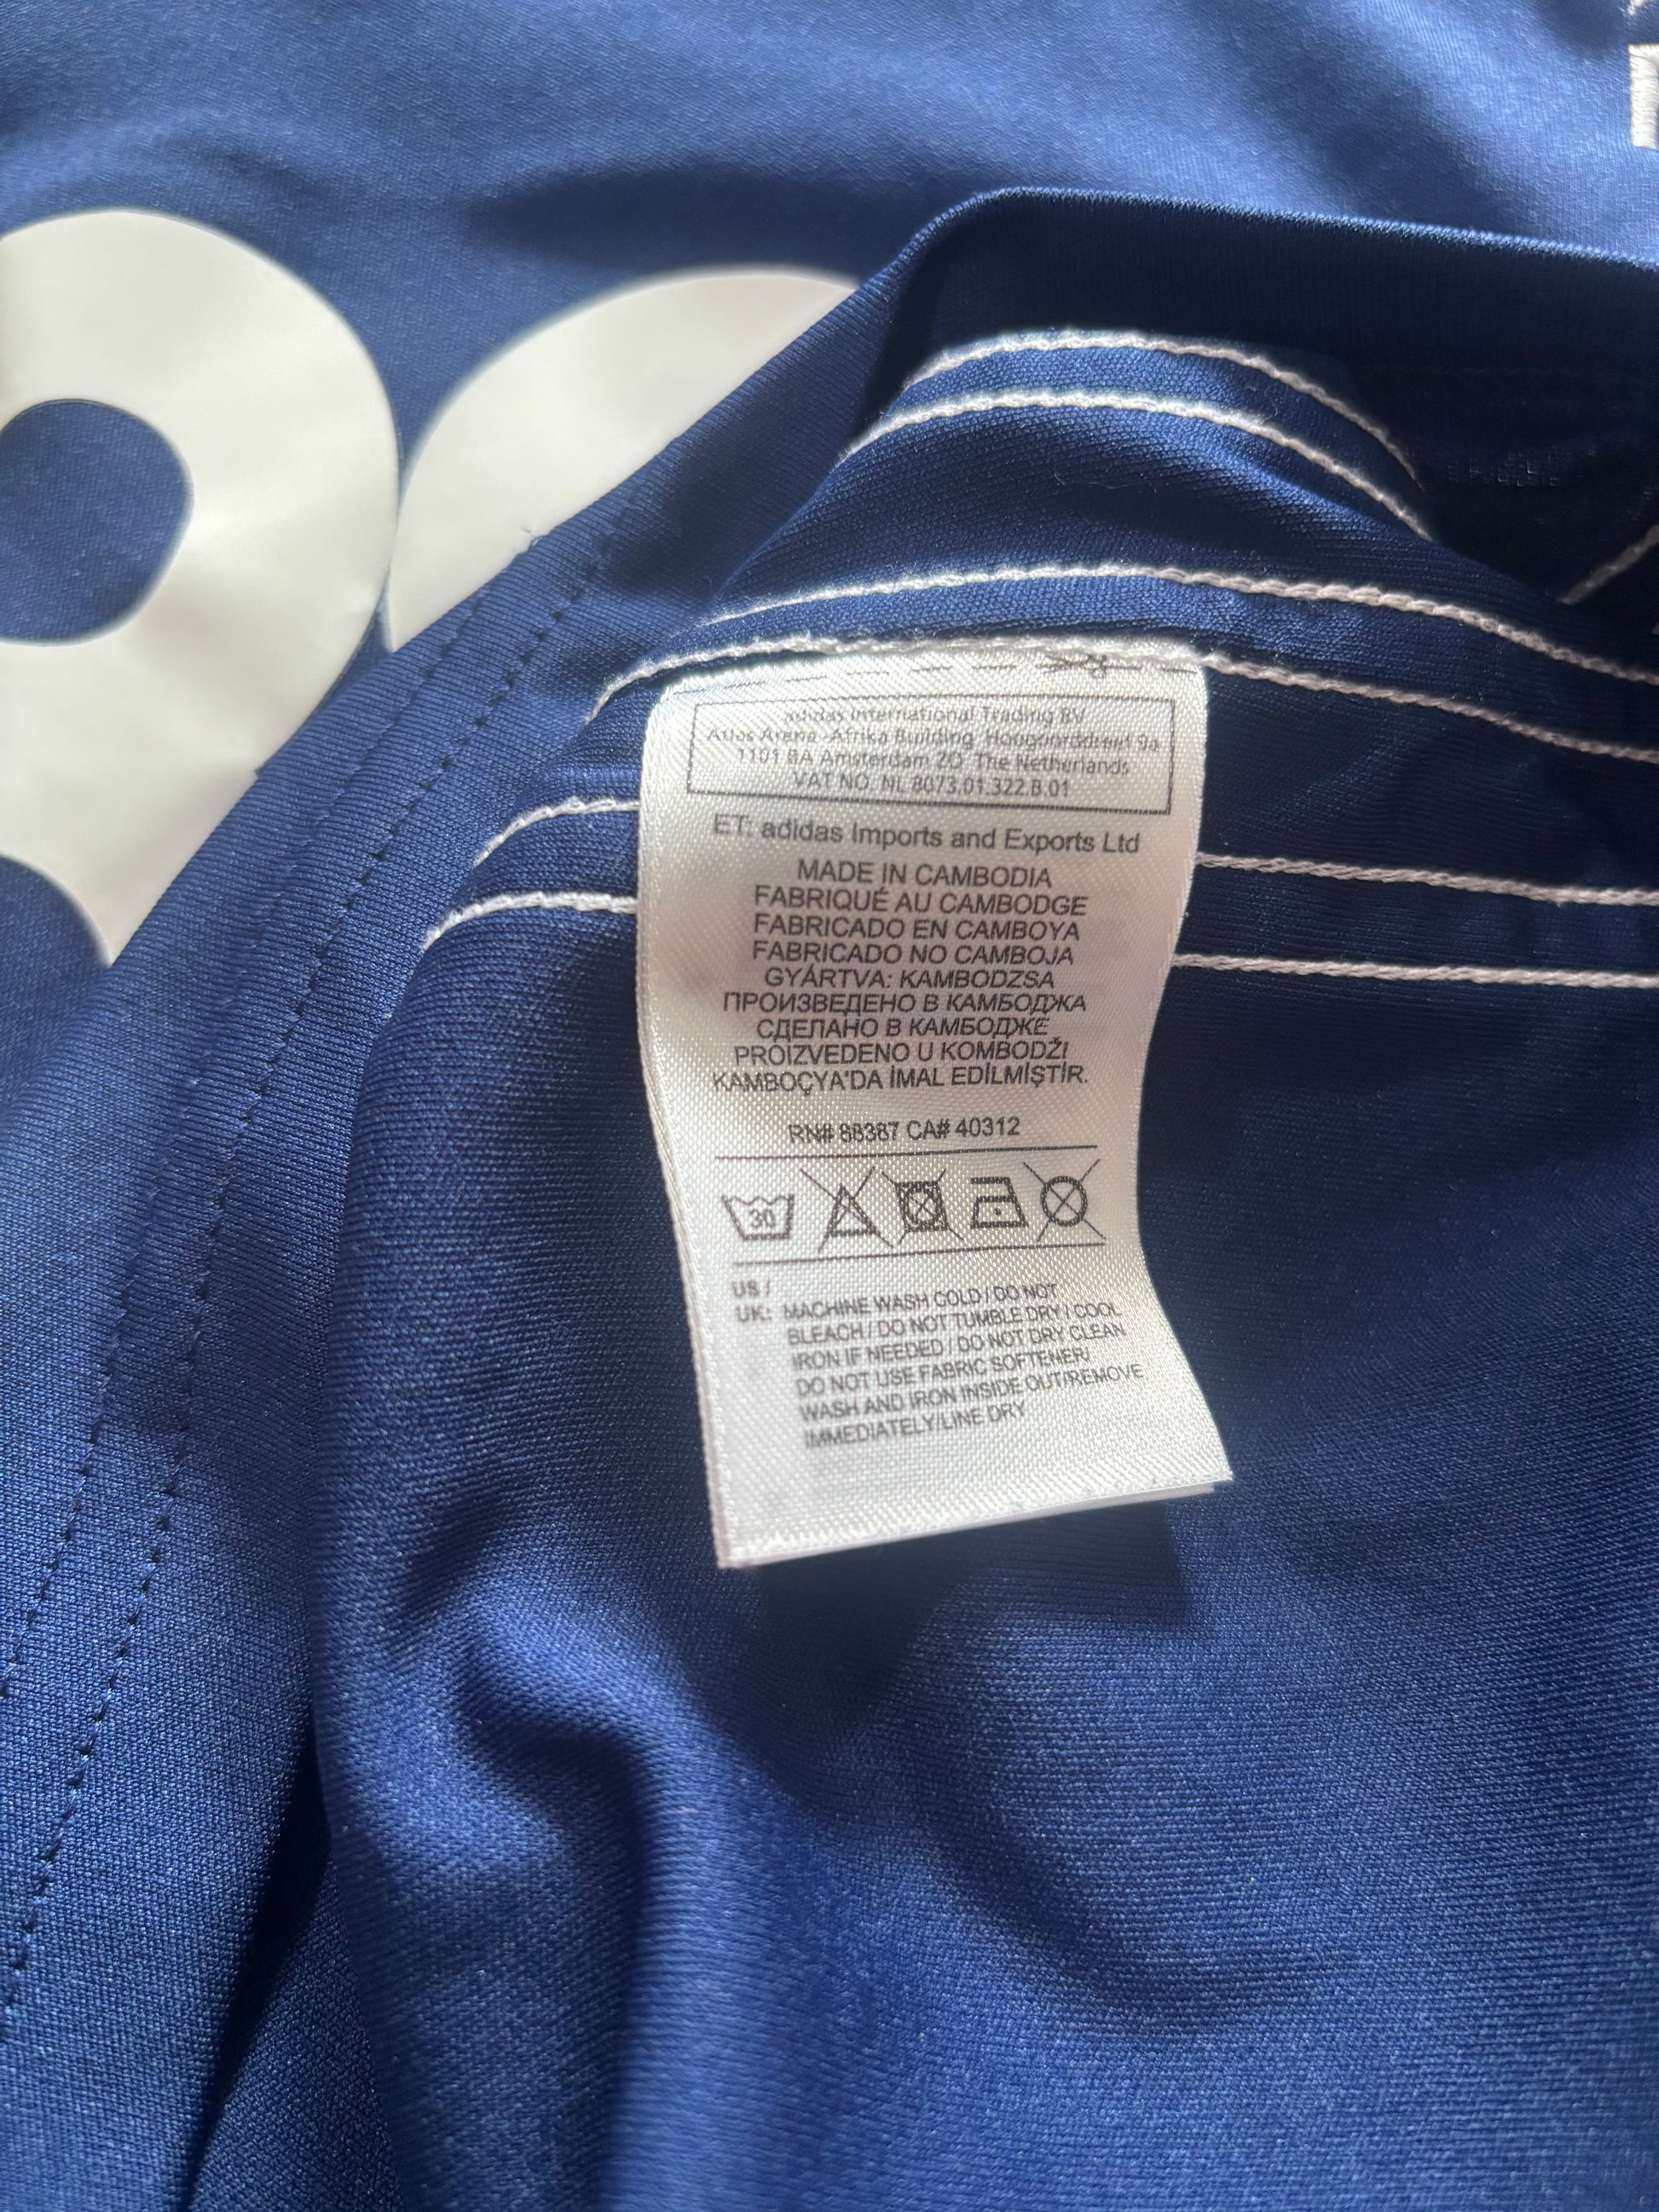 adidas International Trading BV
Atlas Arena -Afrika Building Hoogoorddreef 9a
1101 BA Amsterdam ZO The Netherlands
VAT NO. NL 8073.01.322.B.01
ET: adidas Imports and Exports Ltd
MADE IN CAMBODIA
FABRIQUÉ AU CAMBODGE
FABRICADO EN CAMBOYA
FABRICADO NO CAMBOJA
GYÁRTVA: KAMBODZSA
ПРОИЗВЕДЕНО В КАМБОДЖА
СДЕЛАНО В КАМБОДЖЕ
PROIZVEDENO U KOMBODŽI
KAMBOÇYA'DA İMAL EDİLMİŞTİR.
RN# 88387 CA# 40312
30
US /
UK: MACHINE WASH COLD / DO NOT
BLEACH / DO NOT TUMBLE DRY / COOL
IRON IF NEEDED / DO NOT DRY CLEAN
DO NOT USE FABRIC SOFTENER/
WASH AND IRON INSIDE OUT/REMOVE
IMMEDIATELY/LINE DRY